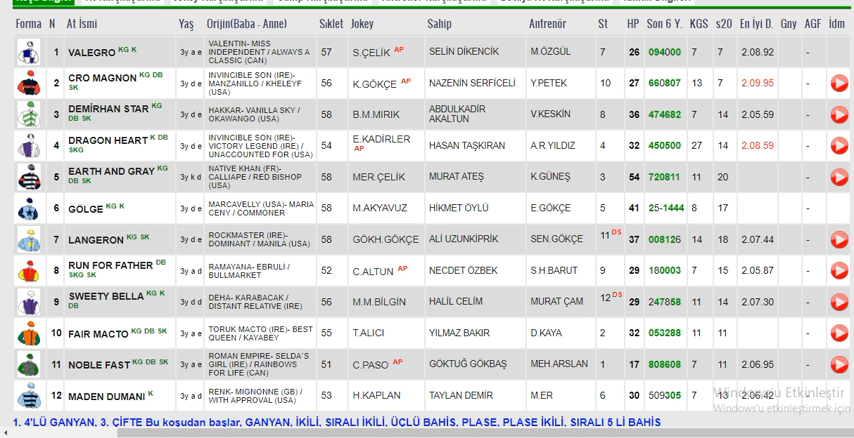 Forma N At İsmi Yaş Orijin(Baba - Anne) Sıklet Jokey Sahip Antrenör St HP Son 6 Y. KGS s20 En İyi D. Gny AGF İdm
1 VALEGRO KG K 3y a e VALENTIN- MISS INDEPENDENT / ALWAYS A CLASSIC (CAN) 57 S.ÇELİK AP SELİN DİKENCİK M.ÖZGÜL 7 26 094000 7 7 2.08.92 -
2 CRO MAGNON KG DB SK 3y d e INVINCIBLE SON (IRE)- MANZANILLO / KHELEYF (USA) 56 K.GÖKÇE AP NAZENİN SERFİCELİ Y.PETEK 10 27 660807 13 7 2.09.95 -
3 DEMİRHAN STAR KG DB SK 3y d e HAKKAR- VANILLA SKY / OKAWANGO (USA) 58 B.M.MIRIK ABDULKADİR AKALTUN V.KESKİN 8 36 474682 7 14 2.05.59 -
4 DRAGON HEART K DB SKG 3y d e INVINCIBLE SON (IRE)- VICTORY LEGEND (IRE) / UNACCOUNTED FOR (USA) 54 E.KADİRLER AP HASAN TAŞKIRAN A.R.YILDIZ 4 32 450500 27 14 2.08.59 -
5 EARTH AND GRAY KG DB SK 3y k d NATIVE KHAN (FR)- CALLIAPE / RED BISHOP (USA) 58 MER.ÇELİK MURAT ATEŞ K.GÜNEŞ 3 54 720811 11 20 -
6 GÖLGE KG K 3y d e MARCAVELLY (USA)- MARIA CENY / COMMONER 58 M.AKYAVUZ HİKMET ÖYLÜ E.GÖKÇE 5 41 25-1444 8 17 -
7 LANGERON KG SK 3y d e ROCKMASTER (IRE)- DOMINANT / MANILA (USA) 58 GÖKH.GÖKÇE ALİ UZUNKİPRİK SEN.GÖKÇE 11 DS 37 008126 14 18 2.07.44 -
8 RUN FOR FATHER DB SKG SK 3y a d RAMAYANA- EBRULİ / BULLMARKET 52 C.ALTUN AP NECDET ÖZBEK S.H.BARUT 9 29 180003 7 15 2.05.87 -
9 SWEETY BELLA KG K DB 3y d d DEHA- KARABACAK / DISTANT RELATIVE (IRE) 56 M.M.BİLGİN HALİL CELİM MURAT ÇAM 12 DS 29 247858 11 14 2.07.30 -
10 FAIR MACTO KG DB SK 3y a e TORUK MACTO (IRE)- BEST QUEEN / KAYABEY 55 T.ALICI YILMAZ BAKIR D.KAYA 2 32 053288 11 11 -
11 NOBLE FAST KG DB SK 3y a e ROMAN EMPIRE- SELDA'S GIRL (IRE) / RAINBOWS FOR LIFE (CAN) 51 C.PASO AP GÖKTUĞ GÖKBAŞ MEH.ARSLAN 1 17 808608 7 11 2.06.95 -
12 MADEN DUMANI K 3y a d RENK- MIGNONNE (GB) / WITH APPROVAL (USA) 53 H.KAPLAN TAYLAN DEMİR M.ER 6 30 509305 7 13 2.06.42 -
Windows'u Etkinleştir
Windows'u etkinleştirmek için
1. 4'LÜ GANYAN, 3. ÇİFTE Bu koşudan başlar, GANYAN, İKİLİ, SIRALI İKİLİ, ÜÇLÜ BAHİS, PLASE, PLASE İKİLİ, SIRALI 5 Lİ BAHİS